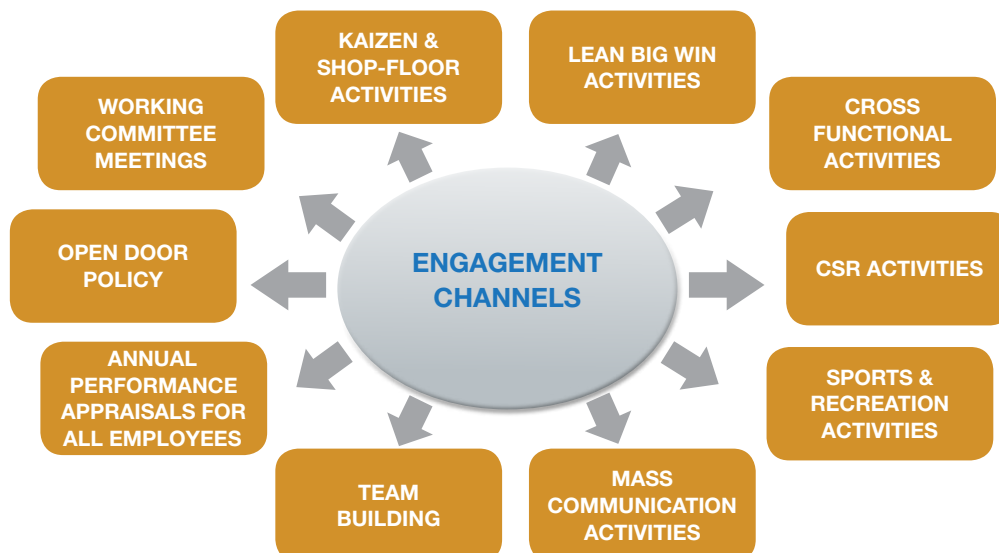 KAIZEN &
SHOP-FLOOR
ACTIVITIES
LEAN BIG WIN
ACTIVITIES
WORKING
COMMITTEE
MEETINGS
CROSS
FUNCTIONAL
ACTIVITIES
OPEN DOOR
POLICY
ENGAGEMENT
CHANNELS
CSR ACTIVITIES
ANNUAL
PERFORMANCE
APPRAISALS FOR
ALL EMPLOYEES
SPORTS &
RECREATION
ACTIVITIES
TEAM
BUILDING
MASS
COMMUNICATION
ACTIVITIES